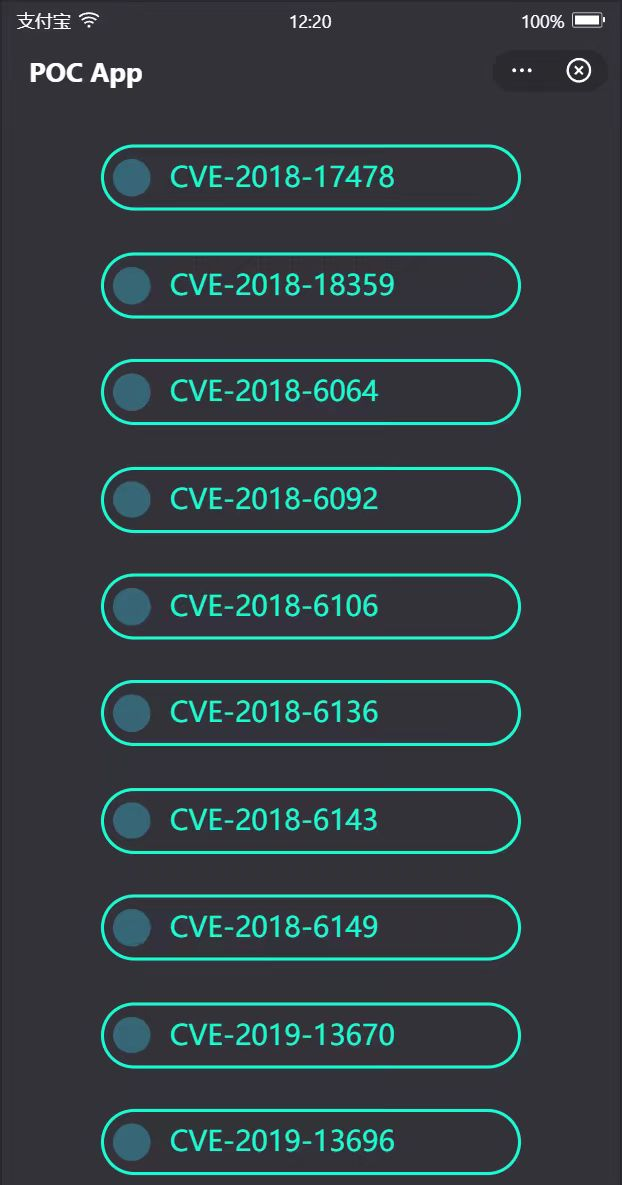 支付宝 12:20 100%
POC App
CVE-2018-17478
CVE-2018-18359
CVE-2018-6064
CVE-2018-6092
CVE-2018-6106
CVE-2018-6136
CVE-2018-6143
CVE-2018-6149
CVE-2019-13670
CVE-2019-13696